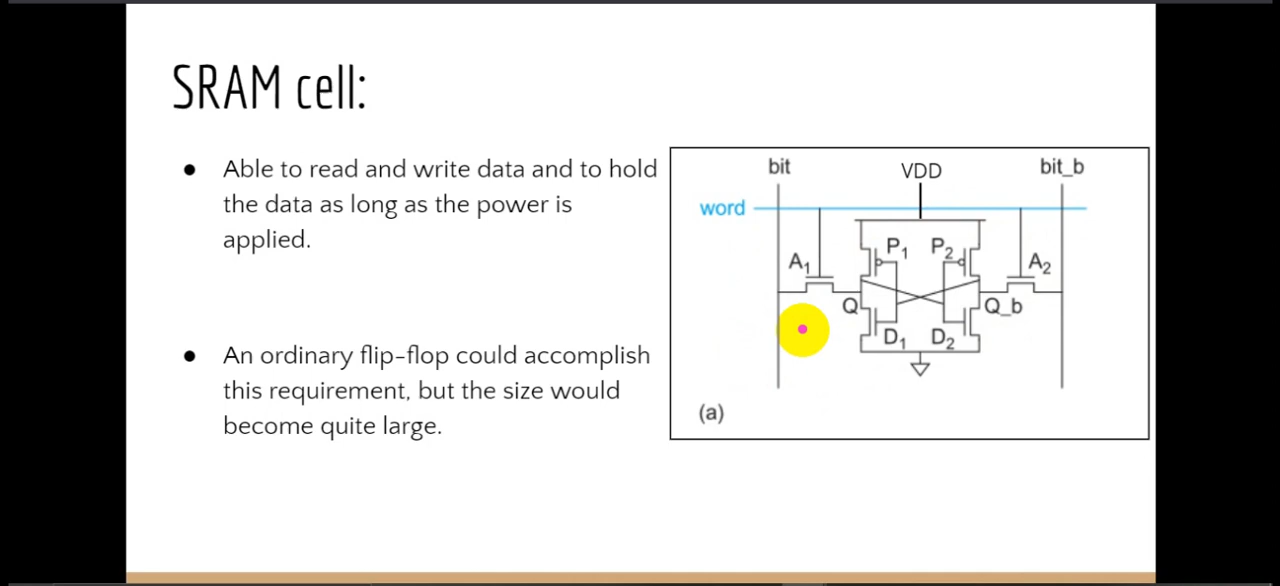 SRAM cell:
● Able to read and write data and to hold
the data as long as the power is
applied.
● An ordinary flip-flop could accomplish
this requirement, but the size would
become quite large.
bit VDD bit_b
word
P1 P2
A1 A2
Q Q_b
D1 D2
(a)